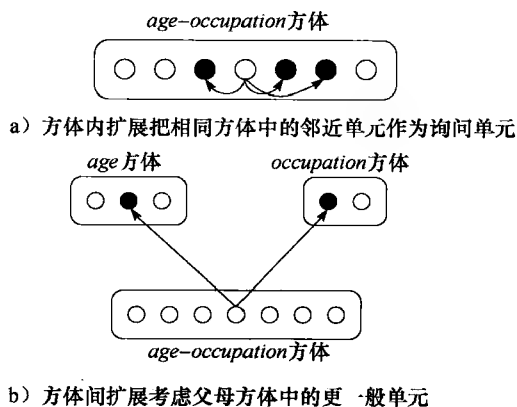 age-occupation方体
a）方体内扩展把相同方体中的邻近单元作为询问单元
age方体 occupation方体
age-occupation方体
b）方体间扩展考虑父母方体中的更一般单元